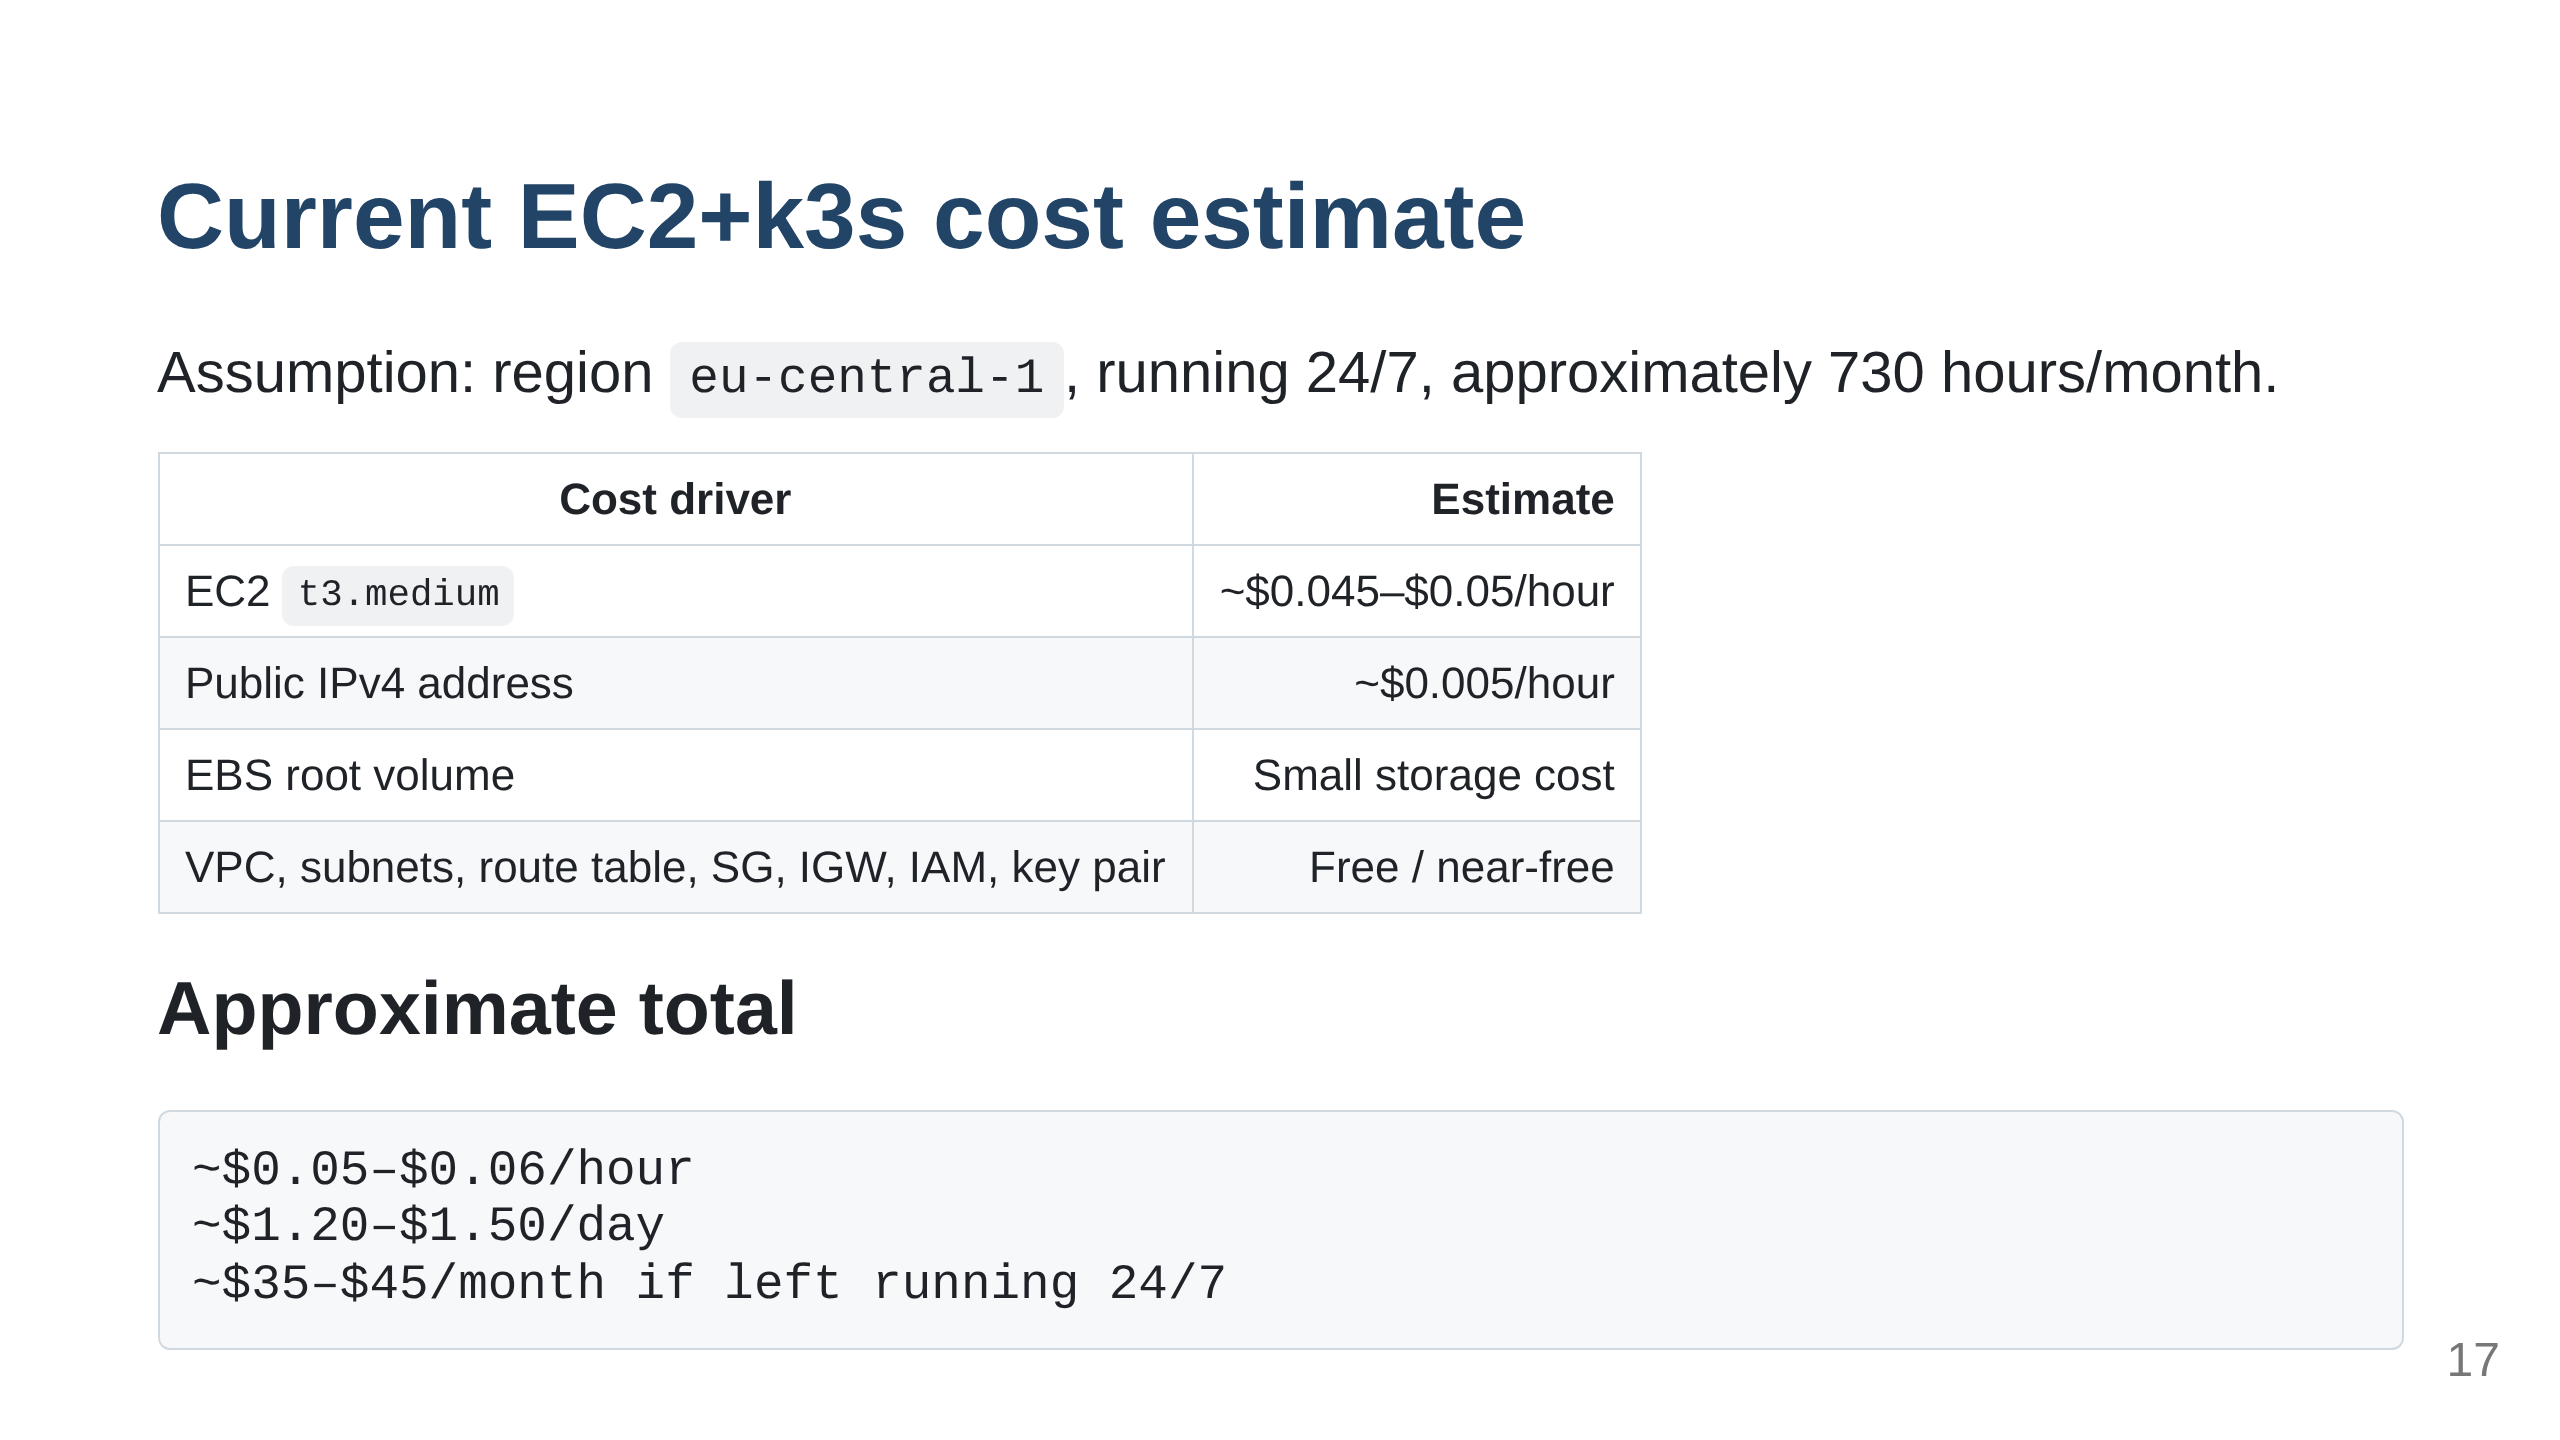 Current EC2+k3s cost estimate
Assumption: region eu-central-1, running 24/7, approximately 730 hours/month.
Cost driver Estimate
EC2 t3.medium ~$0.045–$0.05/hour
Public IPv4 address ~$0.005/hour
EBS root volume Small storage cost
VPC, subnets, route table, SG, IGW, IAM, key pair Free / near-free
Approximate total
~$0.05–$0.06/hour
~$1.20–$1.50/day
~$35–$45/month if left running 24/7
17